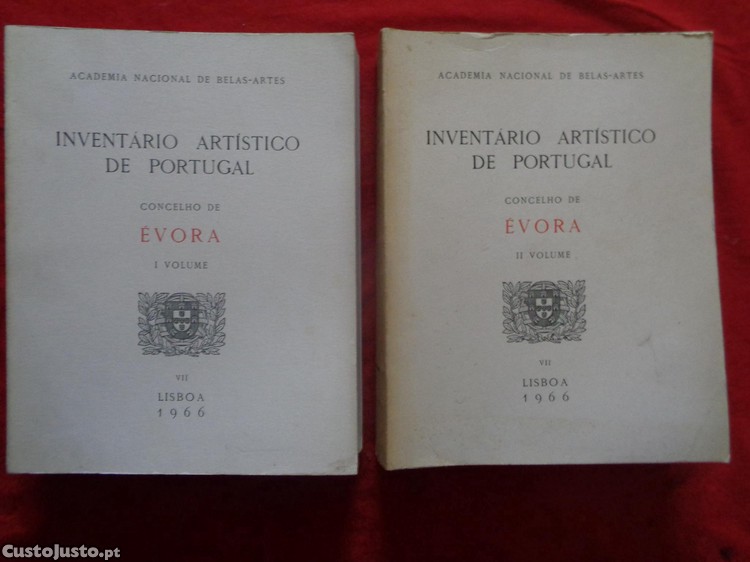 ACADEMIA NACIONAL DE BELAS-ARTES
INVENTÁRIO ARTÍSTICO
DE PORTUGAL
CONCELHO DE
ÉVORA
I VOLUME
VII
LISBOA
1966
ACADEMIA NACIONAL DE BELAS-ARTES
INVENTÁRIO ARTÍSTICO
DE PORTUGAL
CONCELHO DE
ÉVORA
II VOLUME
VII
LISBOA
1966
CustoJusto.pt